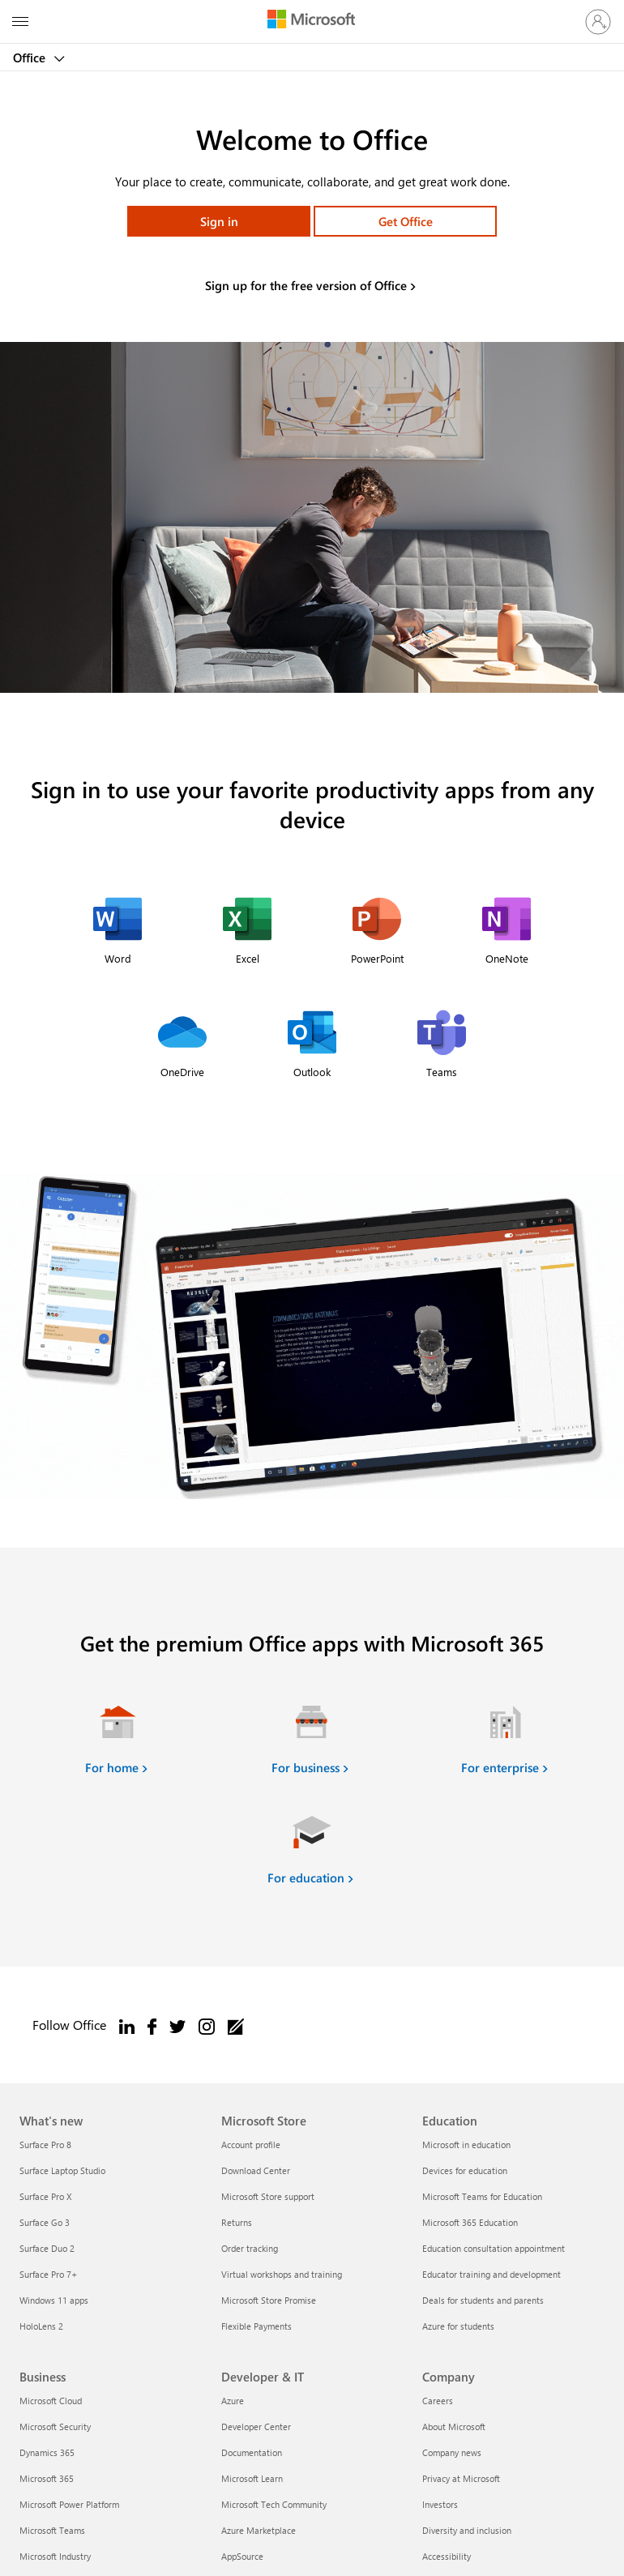 Microsoft
Office
Welcome to Office
Your place to create, communicate, collaborate, and get great work done.
Sign in
Get Office
Sign up for the free version of Office
Sign in to use your favorite productivity apps from any
device
W
X
P
N
Word
Excel
PowerPoint
OneNote
O
T
OneDrive
Outlook
Teams
COMMUNICATIONS ANTENNAS
Get the premium Office apps with Microsoft 365
For home
For business
For enterprise
For education
Follow Office
What's new
Surface Pro 8
Surface Laptop Studio
Surface Pro X
Surface Go 3
Surface Duo 2
Surface Pro 7+
Windows 11 apps
HoloLens 2
Microsoft Store
Account profile
Download Center
Microsoft Store support
Returns
Order tracking
Virtual workshops and training
Microsoft Store Promise
Flexible Payments
Education
Microsoft in education
Devices for education
Microsoft Teams for Education
Microsoft 365 Education
Education consultation appointment
Educator training and development
Deals for students and parents
Azure for students
Business
Microsoft Cloud
Microsoft Security
Dynamics 365
Microsoft 365
Microsoft Power Platform
Microsoft Teams
Microsoft Industry
Developer & IT
Azure
Developer Center
Documentation
Microsoft Learn
Microsoft Tech Community
Azure Marketplace
AppSource
Company
Careers
About Microsoft
Company news
Privacy at Microsoft
Investors
Diversity and inclusion
Accessibility